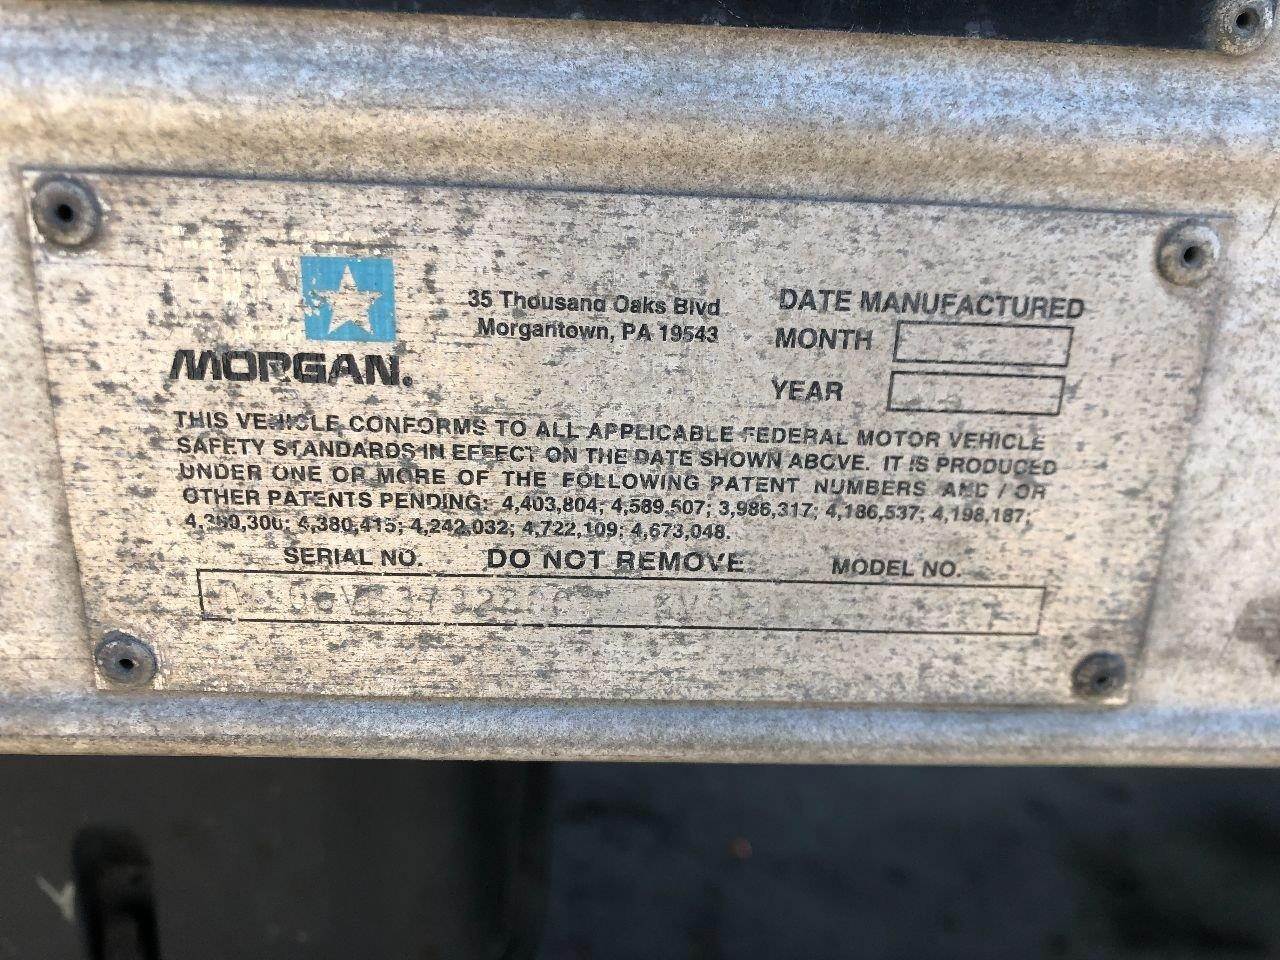 MORGAN.
35 Thousand Oaks Blvd
Morgantown, PA 19543
DATE MANUFACTURED
MONTH
YEAR
THIS VEHICLE CONFORMS TO ALL APPLICABLE FEDERAL MOTOR VEHICLE
SAFETY STANDARDS IN EFFECT ON THE DATE SHOWN ABOVE. IT IS PRODUCED
UNDER ONE OR MORE OF THE FOLLOWING PATENT NUMBERS AND / OR
OTHER PATENTS PENDING: 4,403,804; 4,589,507; 3,986,317; 4,186,537; 4,198,187;
4,380,415; 4,242,032; 4,722,109; 4,673,048.
SERIAL NO. DO NOT REMOVE MODEL NO.